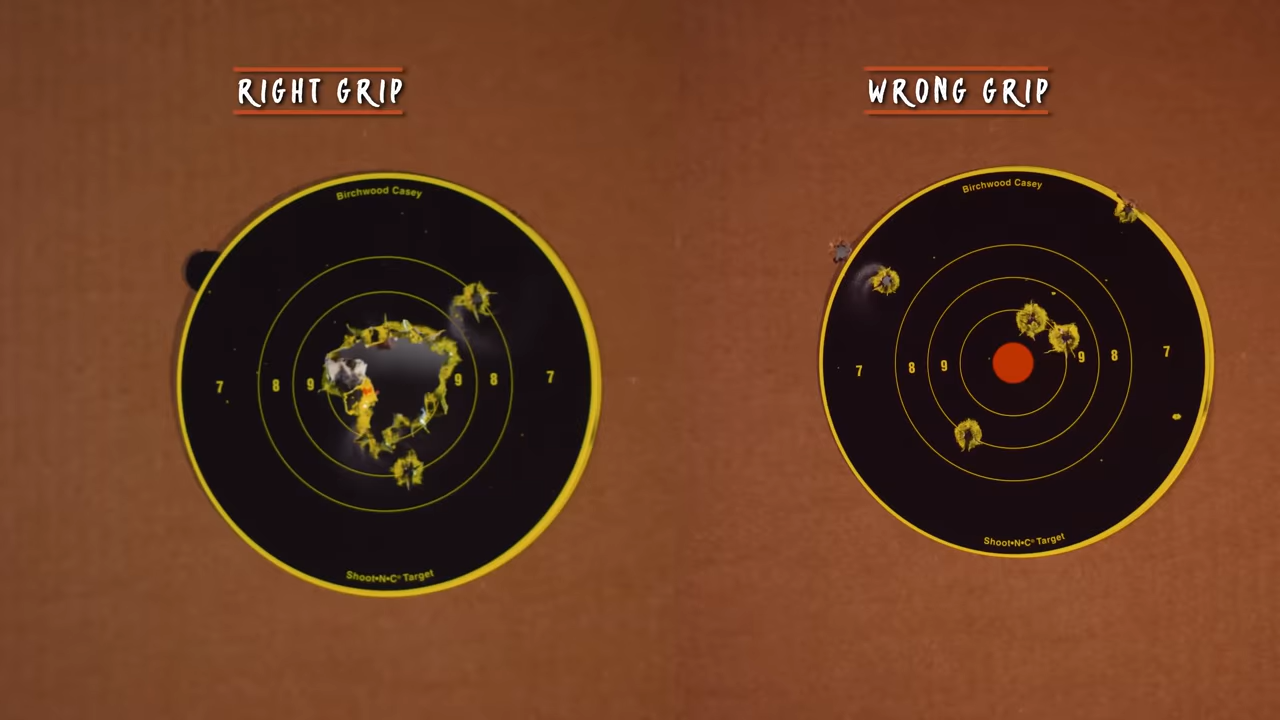 RIGHT GRIP
Birchwood Casey
7 8 9 9 8 7
Shoot•N•C® Target
WRONG GRIP
Birchwood Casey
7 8 9 9 8 7
Shoot•N•C® Target